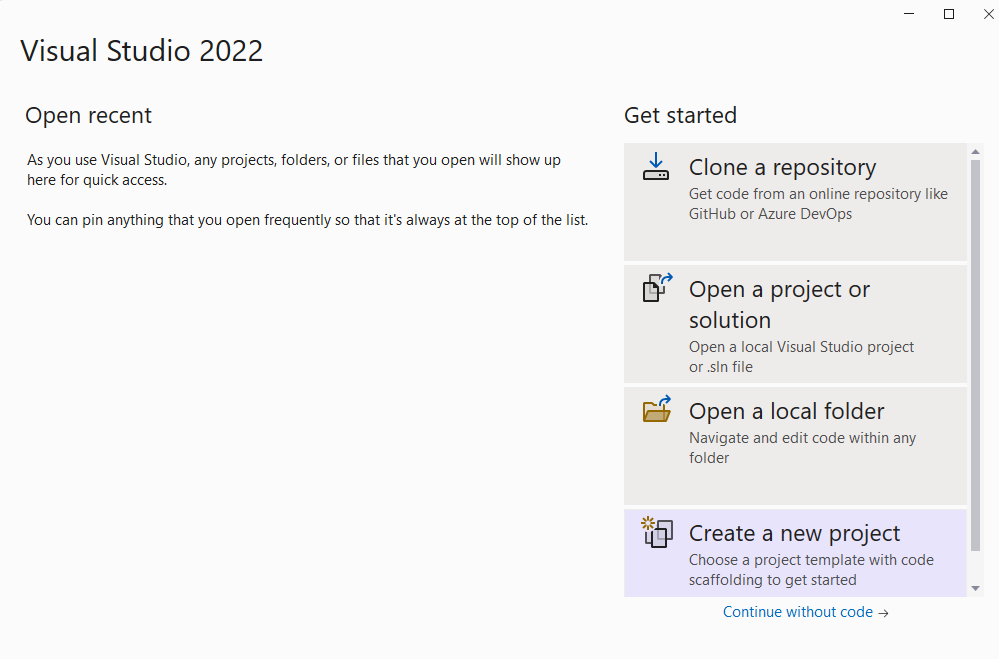 Visual Studio 2022
Open recent
As you use Visual Studio, any projects, folders, or files that you open will show up
here for quick access.
You can pin anything that you open frequently so that it's always at the top of the list.
Get started
Clone a repository
Get code from an online repository like
GitHub or Azure DevOps
Open a project or
solution
Open a local Visual Studio project
or .sln file
Open a local folder
Navigate and edit code within any
folder
Create a new project
Choose a project template with code
scaffolding to get started
Continue without code →